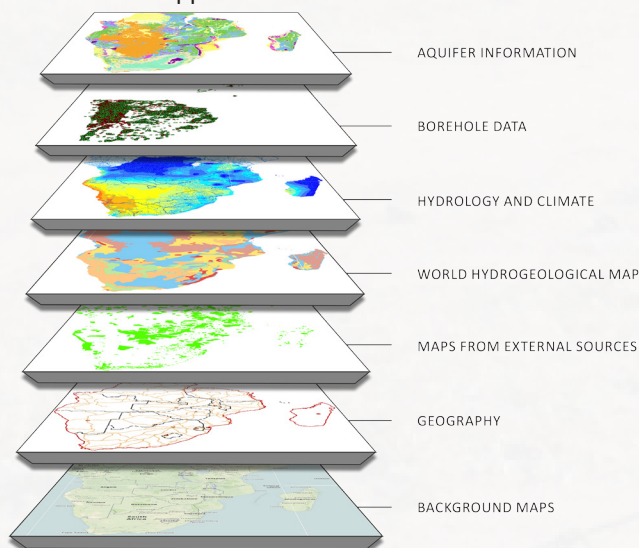 AQUIFER INFORMATION
BOREHOLE DATA
HYDROLOGY AND CLIMATE
WORLD HYDROGEOLOGICAL MAP
MAPS FROM EXTERNAL SOURCES
GEOGRAPHY
BACKGROUND MAPS